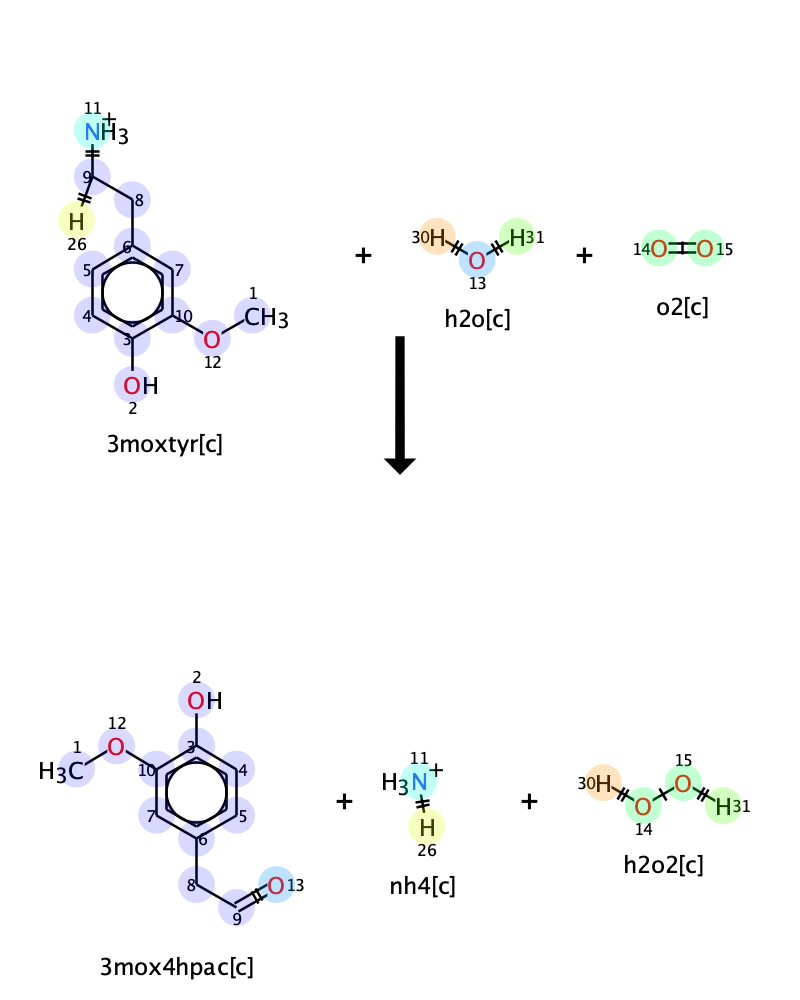 11
NH3+
9
8
H
26
6
5
7
4
10
3
1
CH3
O
12
OH
2
3moxtyr[c]
+
30H
H31
O
13
h2o[c]
+
14O
O15
o2[c]
2
OH
12
O
3
1
H3C
10
4
7
5
6
8
O13
9
3mox4hpac[c]
+
11
H3N+
H
26
nh4[c]
+
15
30H
O
O
H31
14
h2o2[c]